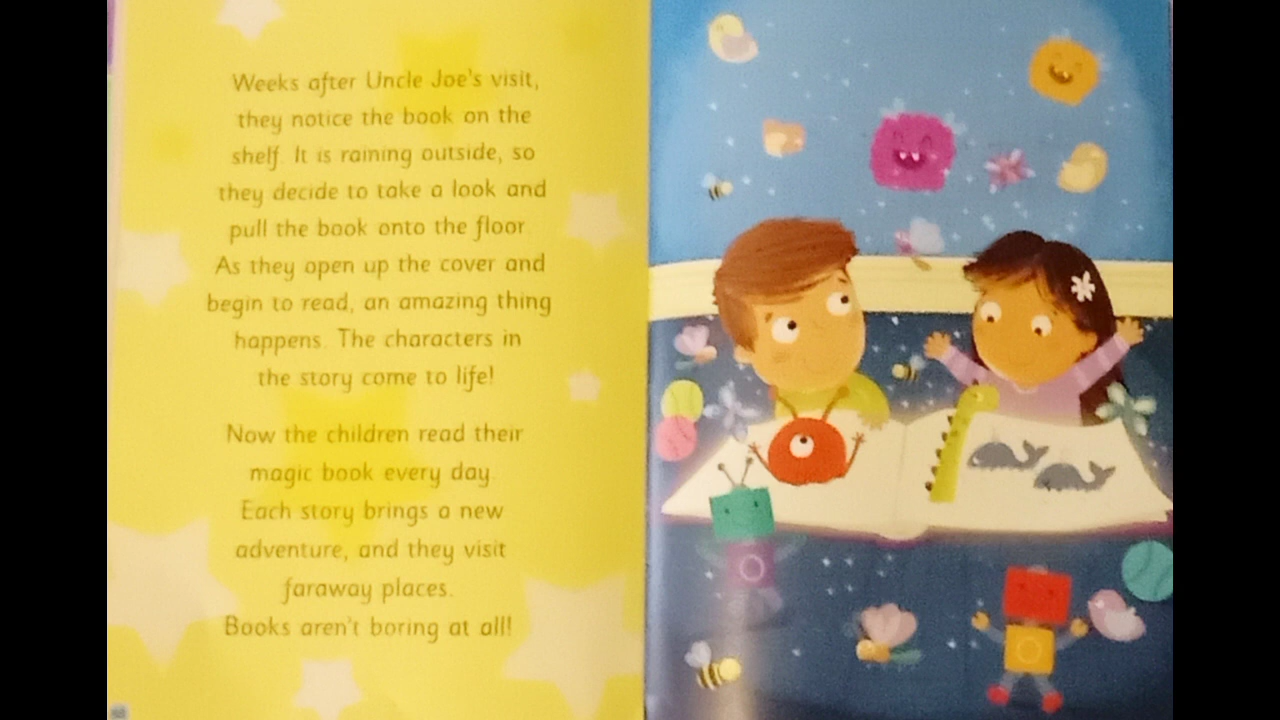 Weeks after Uncle Joe's visit,
they notice the book on the
shelf. It is raining outside, so
they decide to take a look and
pull the book onto the floor.
As they open up the cover and
begin to read, an amazing thing
happens. The characters in
the story come to life!
Now the children read their
magic book every day.
Each story brings a new
adventure, and they visit
faraway places.
Books aren't boring at all!